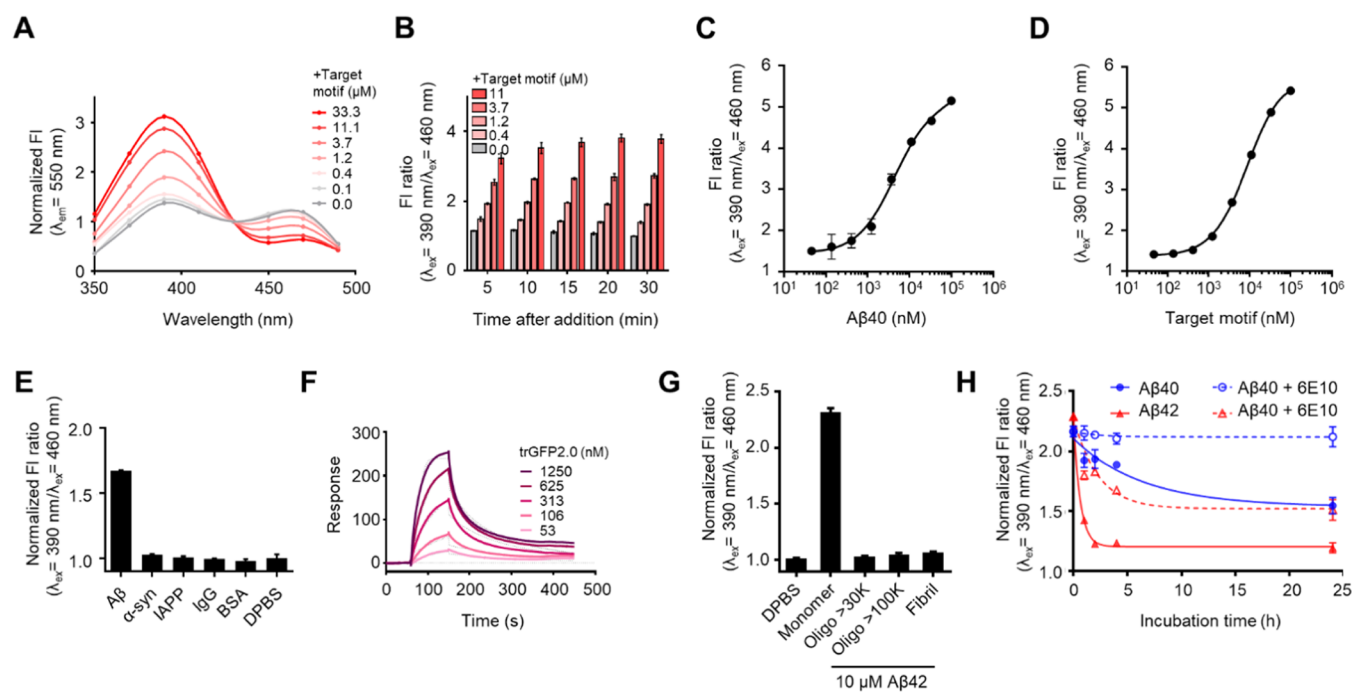 A
Normalized FI
(λem= 550 nm)
3
2
1
0
350
400
450
500
Wavelength (nm)
+Target
motif (μM)
33.3
11.1
3.7
1.2
0.4
0.1
0.0
B
FI ratio
(λex= 390 nm/λex= 460 nm)
4
2
0
+Target motif (μM)
11
3.7
1.2
0.4
0.0
5
10
15
20
30
Time after addition (min)
C
FI ratio
(λex= 390 nm/λex= 460 nm)
6
5
4
3
2
1
10¹
10²
10³
10⁴
10⁵
10⁶
Aβ40 (nM)
D
FI ratio
(λex= 390 nm/λex= 460 nm)
6
5
4
3
2
1
10¹
10²
10³
10⁴
10⁵
10⁶
Target motif (nM)
E
Normalized FI ratio
(λex= 390 nm/λex= 460 nm)
2.0
1.5
1.0
Aβ
α-syn
IAPP
IgG
BSA
DPBS
F
Response
300
200
100
0
0
100
200
300
400
500
Time (s)
trGFP2.0 (nM)
1250
625
313
106
53
G
Normalized FI ratio
(λex= 390 nm/λex= 460 nm)
2.5
2.0
1.5
1.0
DPBS
Monomer
Oligo >30K
Oligo >100K
Fibril
10 μM Aβ42
H
Normalized FI ratio
(λex= 390 nm/λex= 460 nm)
2.5
2.0
1.5
1.0
0
5
10
15
20
25
Incubation time (h)
Aβ40
Aβ42
Aβ40 + 6E10
Aβ40 + 6E10